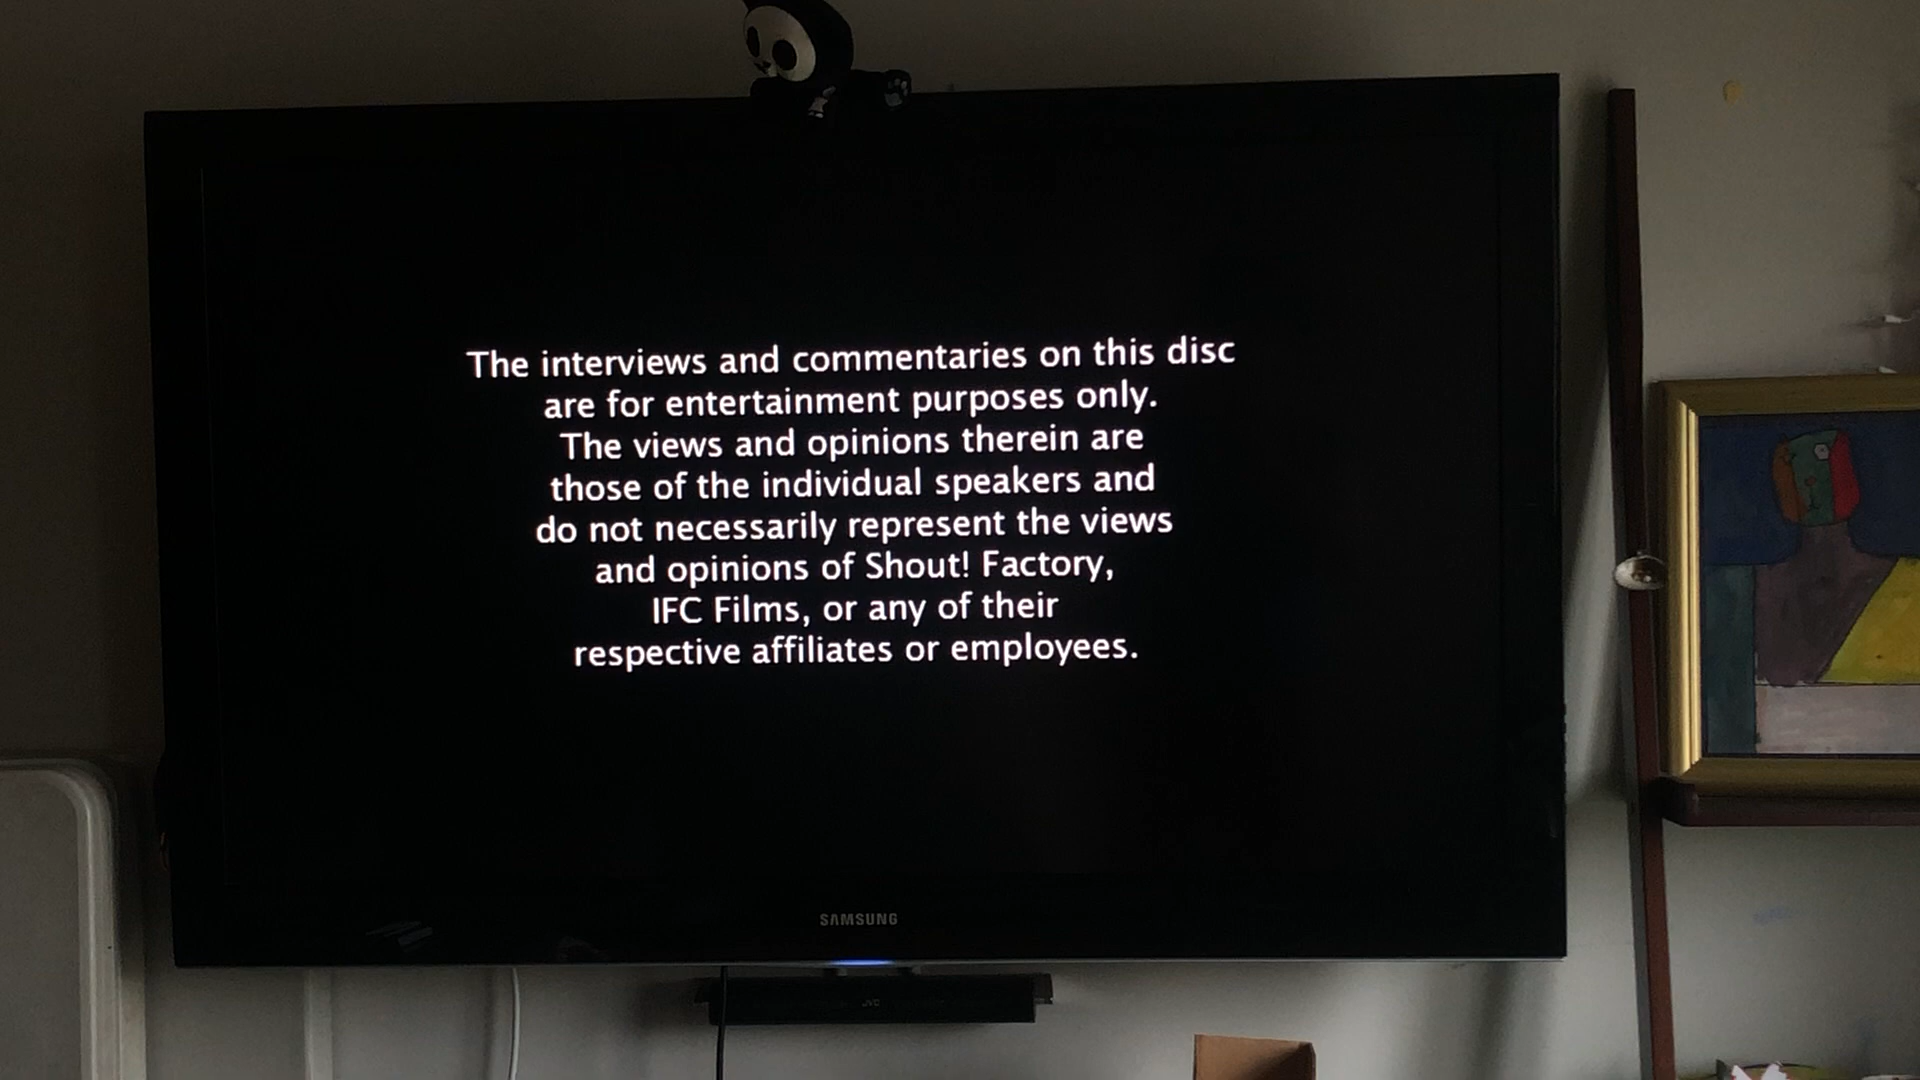 The interviews and commentaries on this disc
are for entertainment purposes only.
The views and opinions therein are
those of the individual speakers and
do not necessarily represent the views
and opinions of Shout! Factory,
IFC Films, or any of their
respective affiliates or employees.
SAMSUNG
JVC